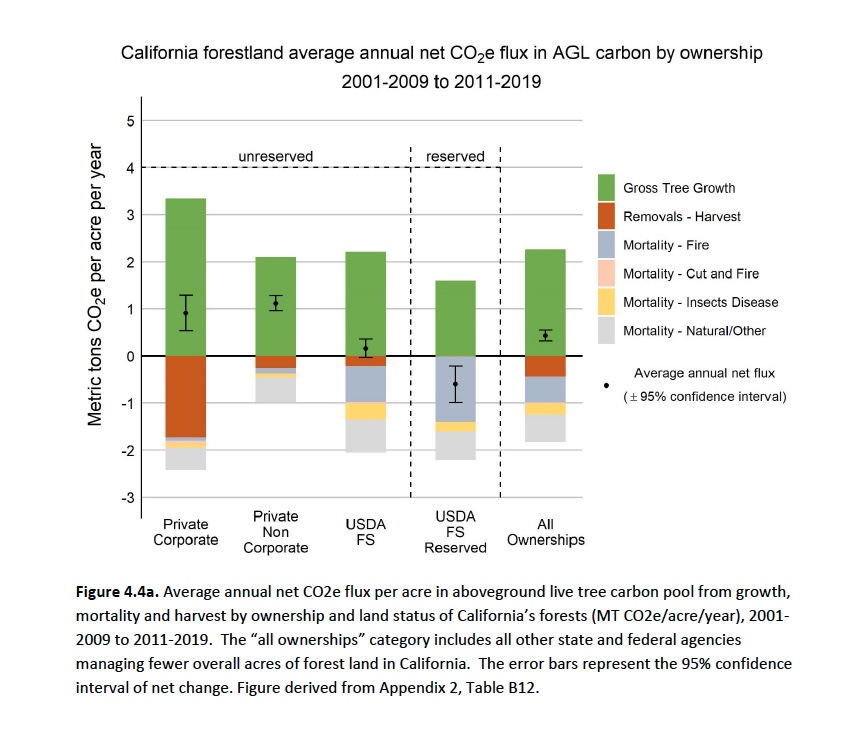 California forestland average annual net CO₂e flux in AGL carbon by ownership
2001-2009 to 2011-2019
Metric tons CO₂e per acre per year
5
4
3
2
1
0
-1
-2
-3
unreserved
reserved
Private
Corporate
Private
Non
Corporate
USDA
FS
USDA
FS
Reserved
All
Ownerships
Gross Tree Growth
Removals - Harvest
Mortality - Fire
Mortality - Cut and Fire
Mortality - Insects Disease
Mortality - Natural/Other
Average annual net flux
(± 95% confidence interval)
Figure 4.4a. Average annual net CO2e flux per acre in aboveground live tree carbon pool from growth,
mortality and harvest by ownership and land status of California’s forests (MT CO2e/acre/year), 2001-
2009 to 2011-2019.  The “all ownerships” category includes all other state and federal agencies
managing fewer overall acres of forest land in California.  The error bars represent the 95% confidence
interval of net change. Figure derived from Appendix 2, Table B12.